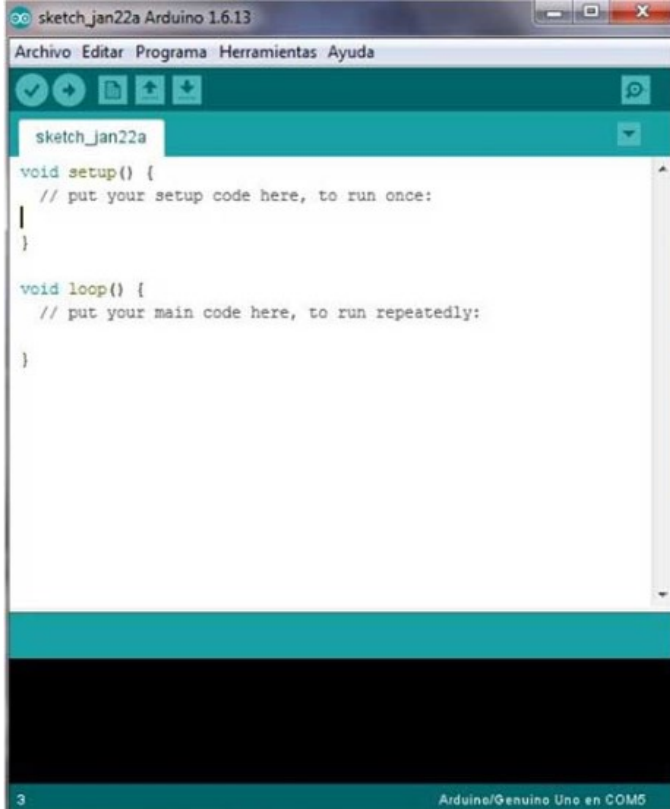 sketch_jan22a Arduino 1.6.13
Archivo Editar Programa Herramientas Ayuda
sketch_jan22a
void setup() {
  // put your setup code here, to run once:

}

void loop() {
  // put your main code here, to run repeatedly:

}
3 Arduino/Genuino Uno en COM5